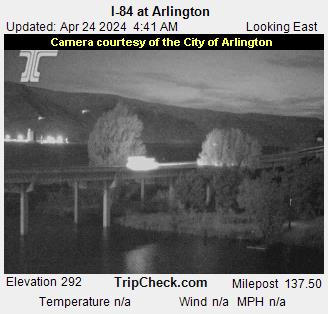 I-84 at Arlington
Updated: Apr 24 2024 4:41 AM Looking East
Camera courtesy of the City of Arlington
Elevation 292 TripCheck.com Milepost 137.50
Temperature n/a Wind n/a MPH n/a